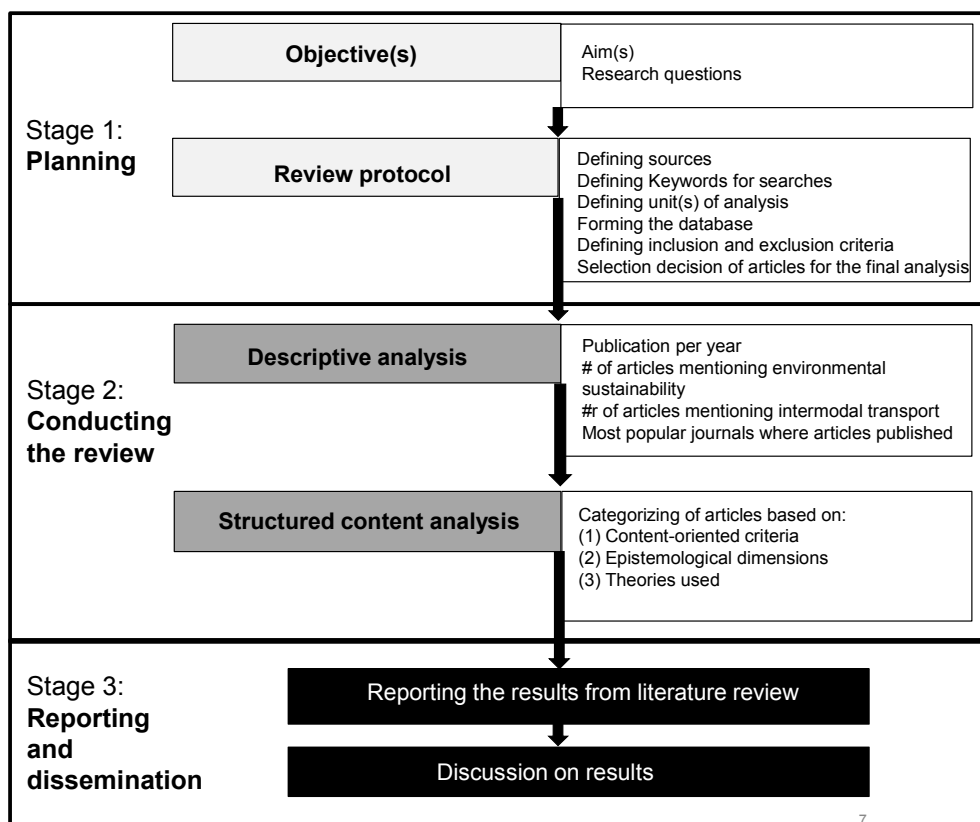 Objective(s)
Aim(s)
Research questions
Stage 1:
Planning
Review protocol
Defining sources
Defining Keywords for searches
Defining unit(s) of analysis
Forming the database
Defining inclusion and exclusion criteria
Selection decision of articles for the final analysis
Stage 2:
Conducting
the review
Descriptive analysis
Publication per year
# of articles mentioning environmental
sustainability
#r of articles mentioning intermodal transport
Most popular journals where articles published
Structured content analysis
Categorizing of articles based on:
(1) Content-oriented criteria
(2) Epistemological dimensions
(3) Theories used
Stage 3:
Reporting
and
dissemination
Reporting the results from literature review
Discussion on results
7